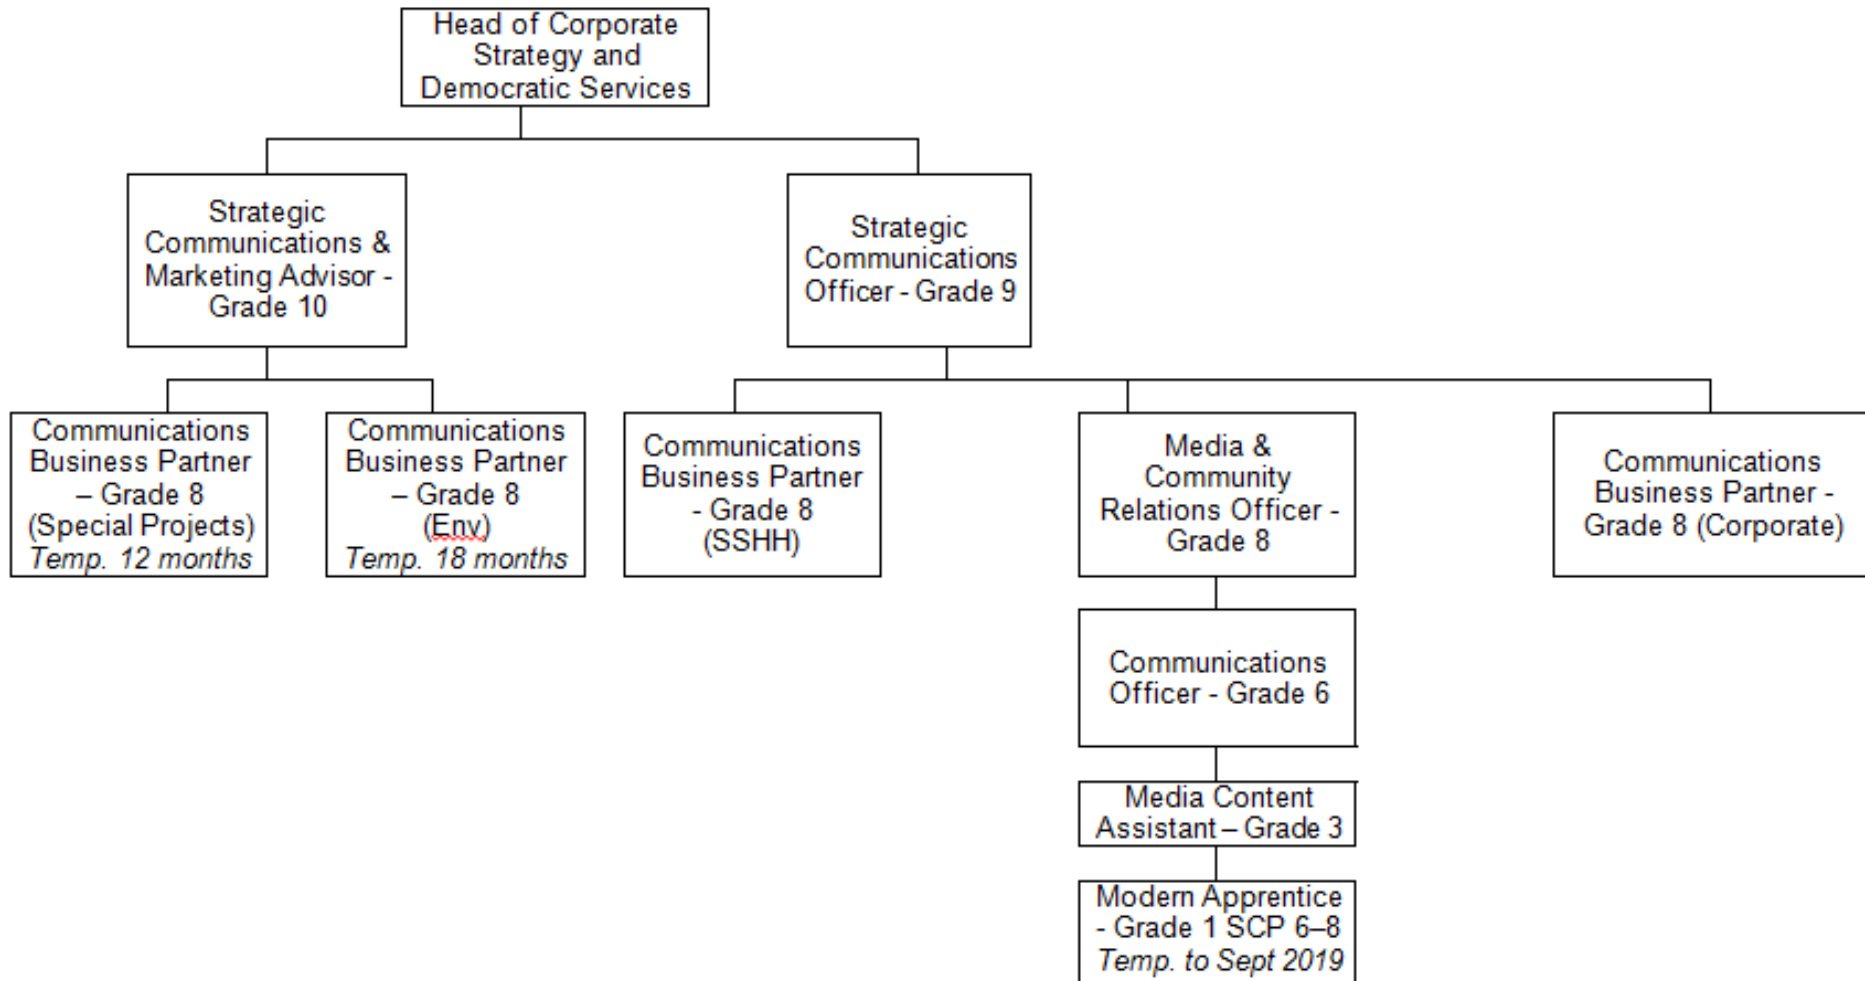 Head of Corporate
Strategy and
Democratic Services
Strategic
Communications &
Marketing Advisor -
Grade 10
Strategic
Communications
Officer - Grade 9
Communications
Business Partner
– Grade 8
(Special Projects)
Temp. 12 months
Communications
Business Partner
– Grade 8
(Env)
Temp. 18 months
Communications
Business Partner
- Grade 8
(SSHH)
Media &
Community
Relations Officer -
Grade 8
Communications
Business Partner -
Grade 8 (Corporate)
Communications
Officer - Grade 6
Media Content
Assistant – Grade 3
Modern Apprentice
- Grade 1 SCP 6–8
Temp. to Sept 2019